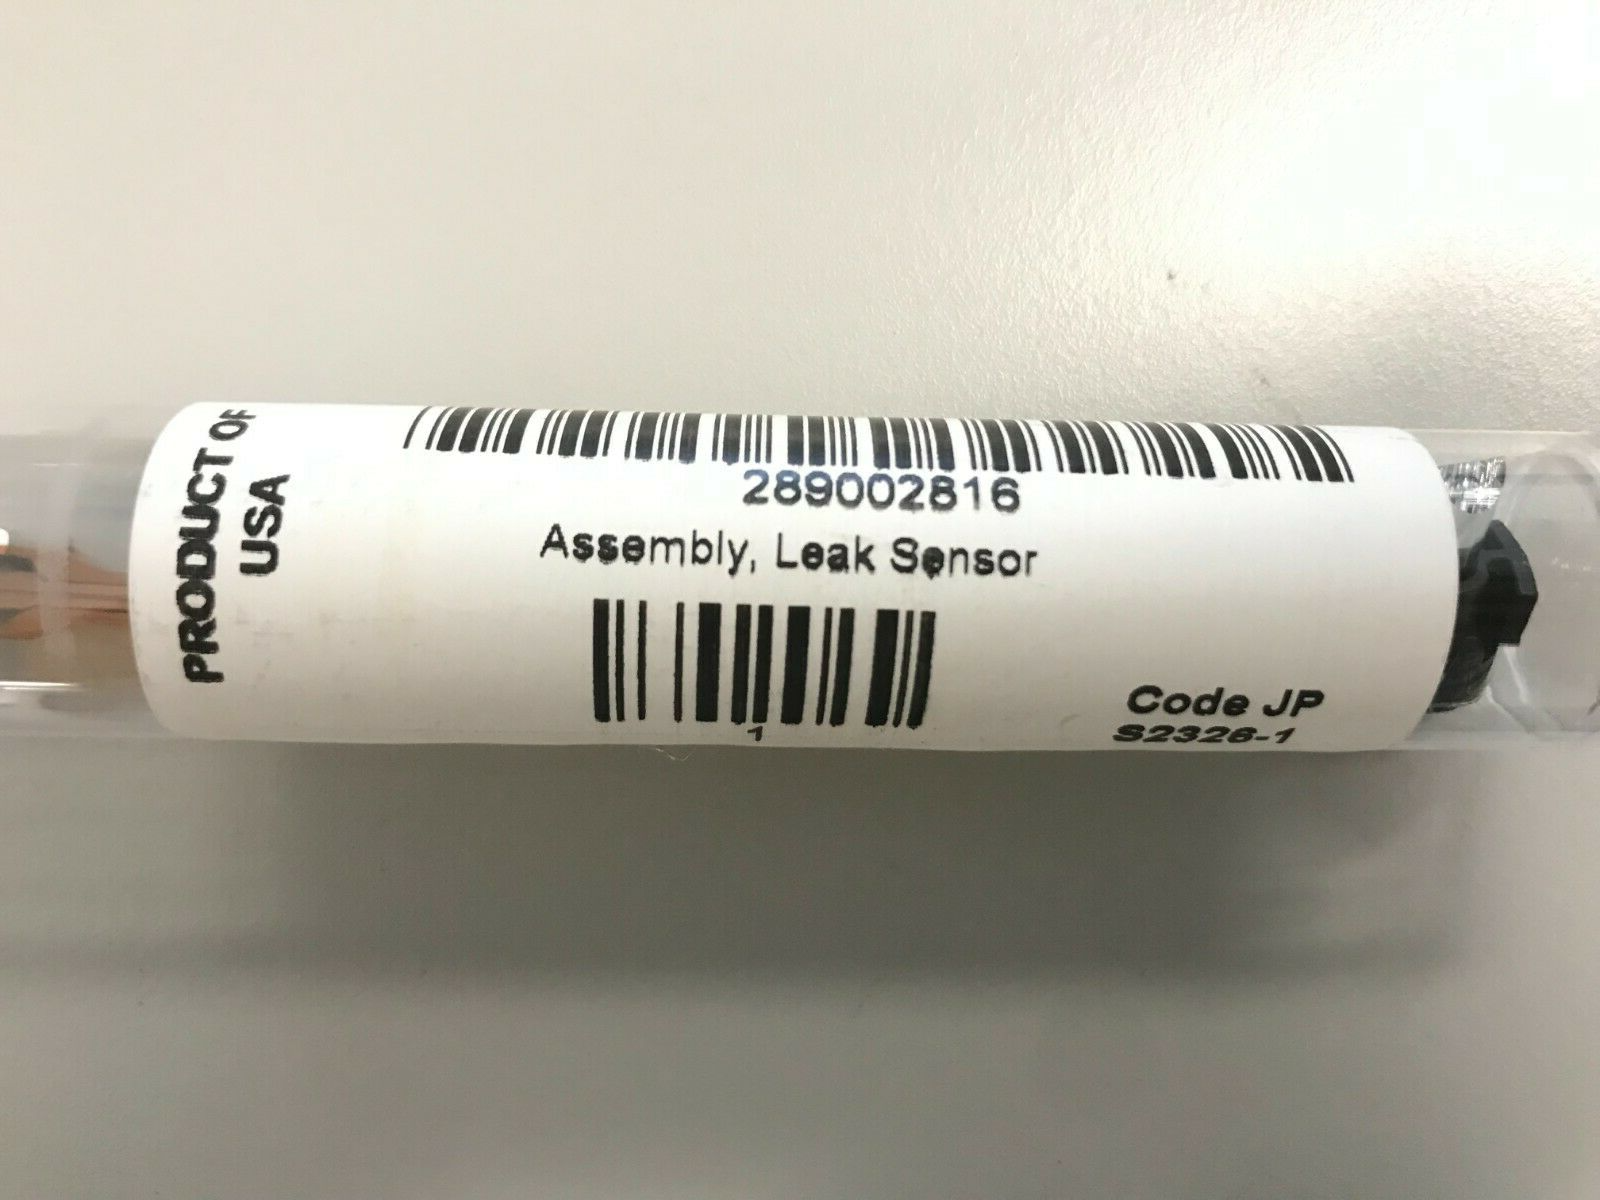 PRODUCT OF
USA
289002816
Assembly, Leak Sensor
1
Code JP
S2326-1